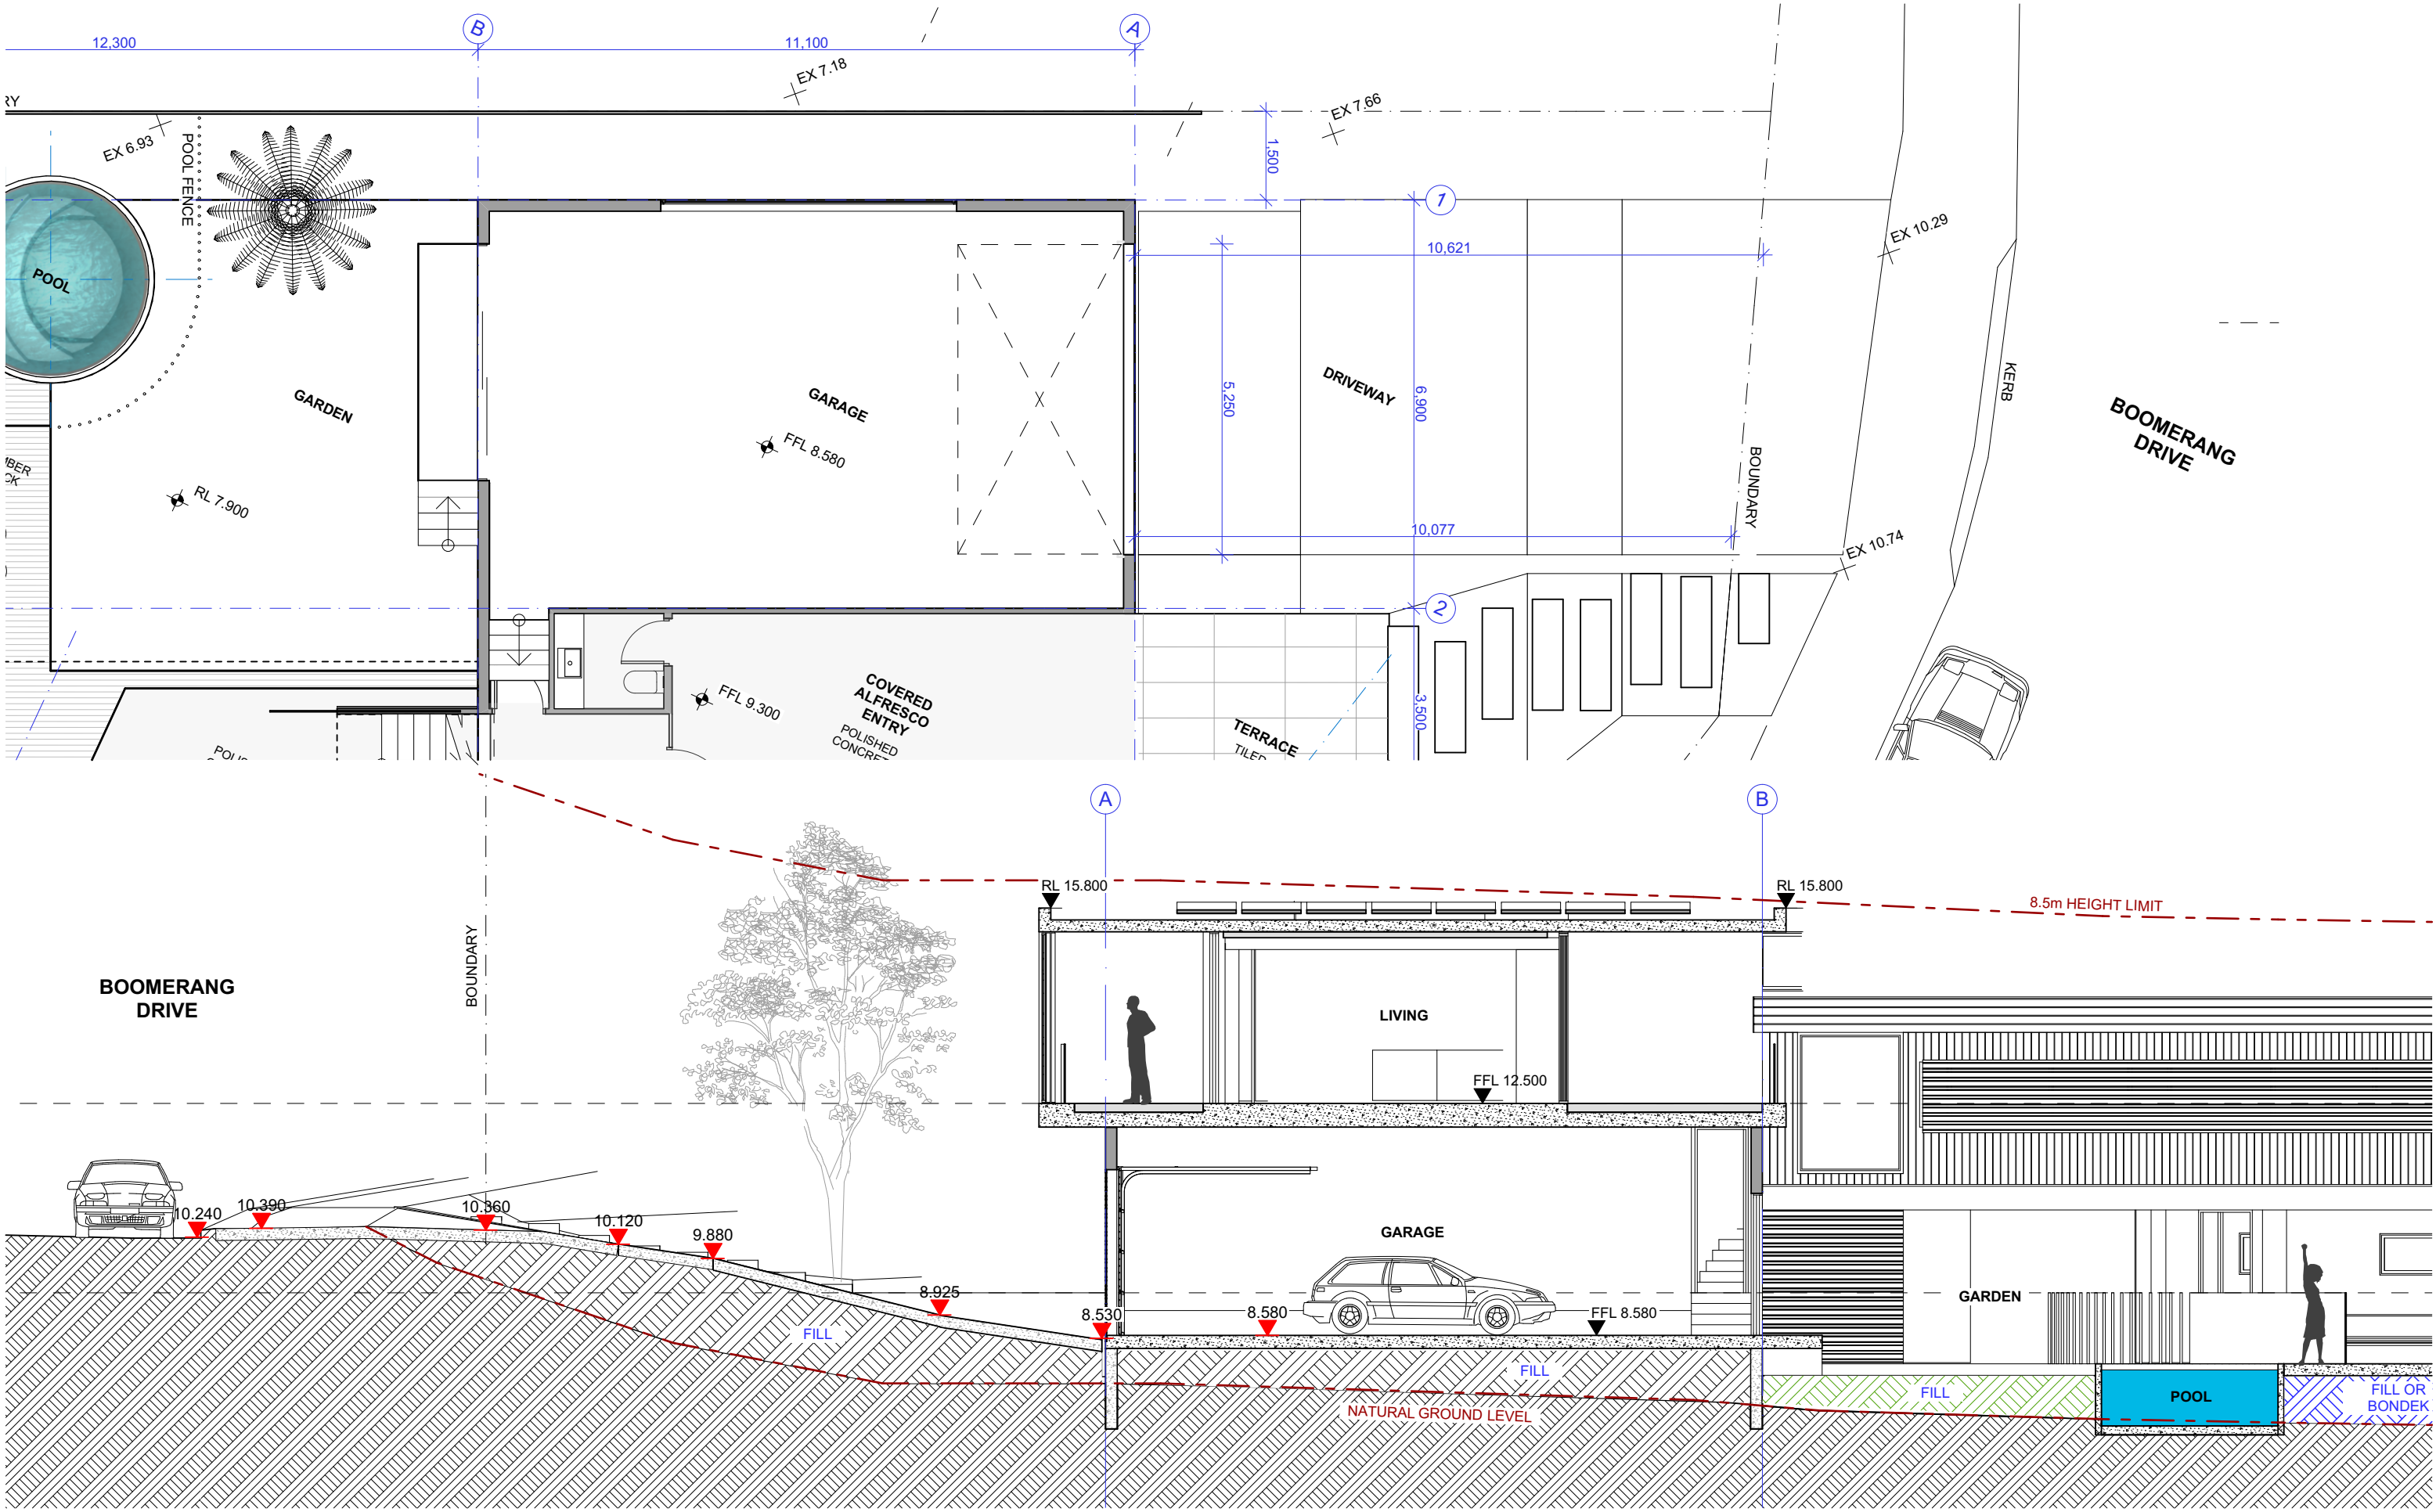 B
A
12,300
11,100
EX 7.18
RY
EX 7.66
EX 6.93
POOL FENCE
1,500
1
EX 10.29
10,621
POOL
GARDEN
GARAGE
FFL 8.580
5,250
DRIVEWAY
6,900
KERB
BOOMERANG
DRIVE
RL 7.900
BOUNDARY
10,077
EX 10.74
2
FFL 9.300
COVERED
ALFRESCO
ENTRY
POLISHED
3,500
TERRACE
A
B
RL 15.800
RL 15.800
8.5m HEIGHT LIMIT
BOUNDARY
BOOMERANG
DRIVE
LIVING
FFL 12.500
10.240
10.390
10.360
10.120
9.880
8.925
8.530
GARAGE
8.580
FFL 8.580
GARDEN
FILL
FILL
FILL
NATURAL GROUND LEVEL
POOL
FILL OR
BONDEK